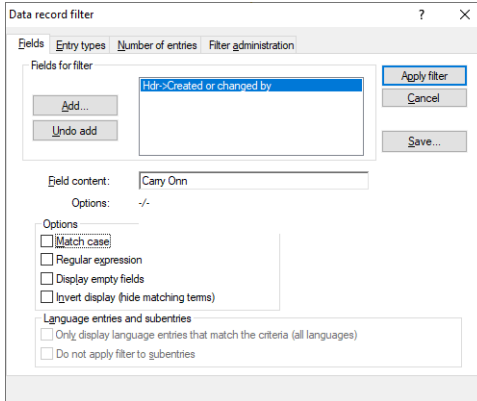 Data record filter ? X
Fields Entry types Number of entries Filter administration
Fields for filter
Hdr->Created or changed by
Apply filter
Add...
Cancel
Undo add
Save...
Field content: Carry Onn
Options: -/-
Options
Match case
Regular expression
Display empty fields
Invert display (hide matching terms)
Language entries and subentries
Only display language entries that match the criteria (all languages)
Do not apply filter to subentries